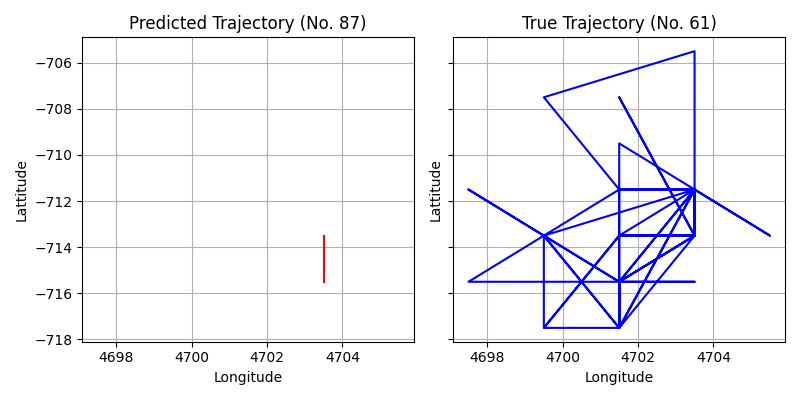 Predicted Trajectory (No. 87)
True Trajectory (No. 61)
−706
−708
−710
−712
−714
−716
−718
Lattitude
Lattitude
4698 4700 4702 4704
4698 4700 4702 4704
Longitude
Longitude